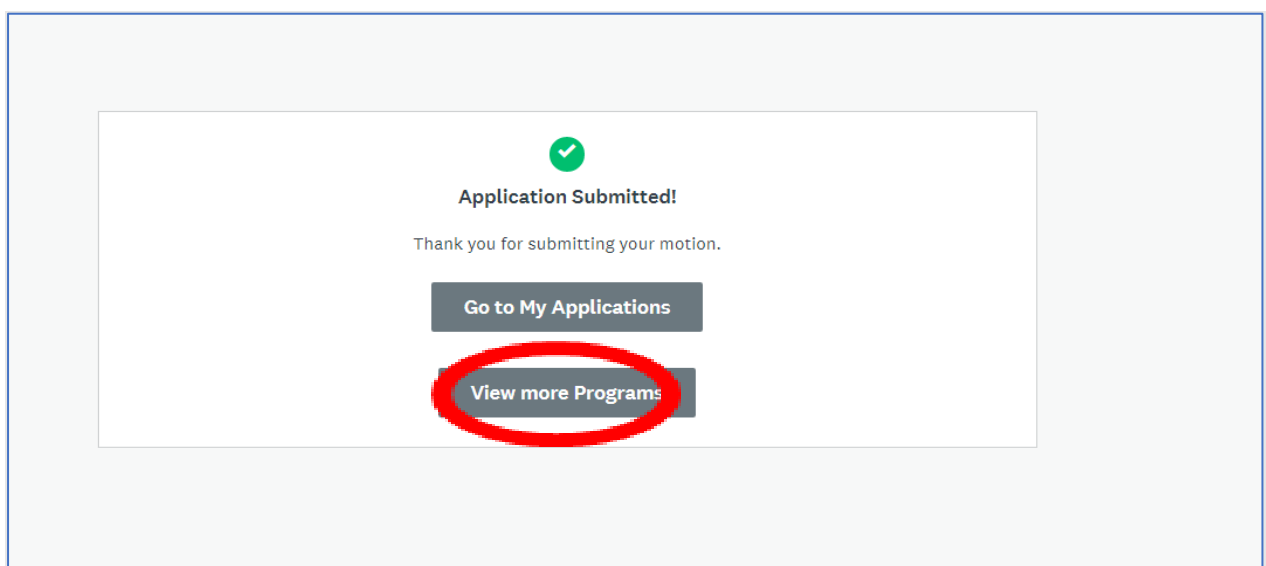 Application Submitted!
Thank you for submitting your motion.
Go to My Applications
View more Programs